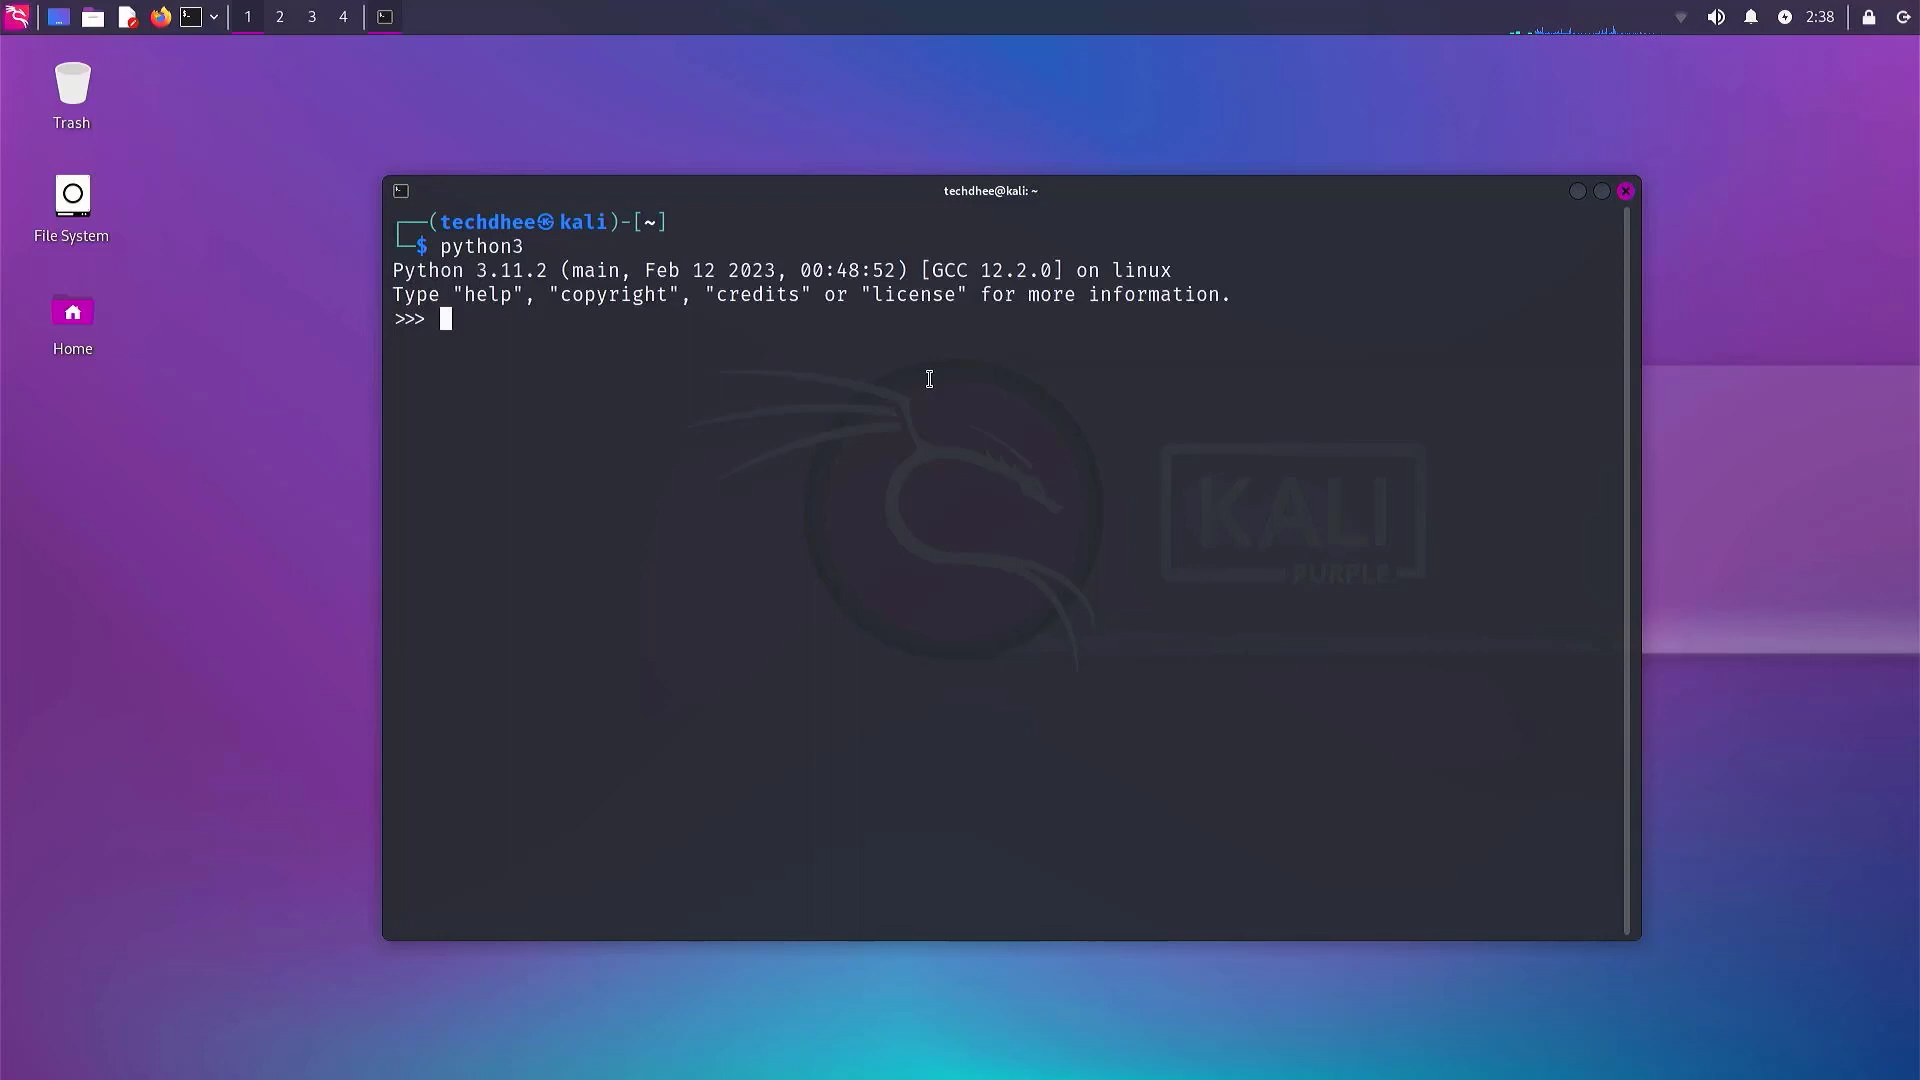 1 2 3 4
2:38
Trash
File System
Home
techdhee@kali: ~
┌──(techdhee㉿kali)-[~]
└─$ python3
Python 3.11.2 (main, Feb 12 2023, 00:48:52) [GCC 12.2.0] on linux
Type "help", "copyright", "credits" or "license" for more information.
>>>
KALI
PURPLE